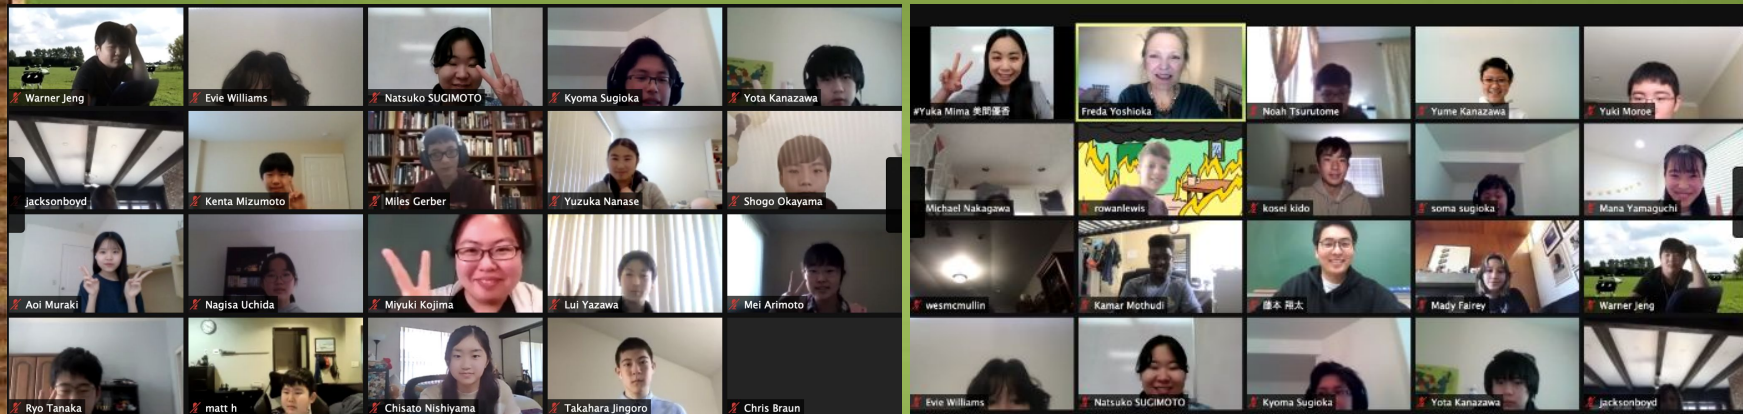 Warner Jeng
Evie Williams
Natsuko SUGIMOTO
Kyoma Sugioka
Yota Kanazawa
jacksonboyd
Kenta Mizumoto
Miles Gerber
Yuzuka Nanase
Shogo Okayama
Aoi Muraki
Nagisa Uchida
Miyuki Kojima
Lui Yazawa
Mei Arimoto
Ryo Tanaka
matt h
Chisato Nishiyama
Takahara Jingoro
Chris Braun
#Yuka Mima 美間優香
Freda Yoshioka
Noah Tsurutome
Yume Kanazawa
Yuki Moroe
Michael Nakagawa
rowanlewis
kosei kido
soma sugioka
Mana Yamaguchi
wesmcmullin
Kamar Mothudi
藤本 翔太
Mady Fairey
Warner Jeng
Evie Williams
Natsuko SUGIMOTO
Kyoma Sugioka
Yota Kanazawa
jacksonboyd